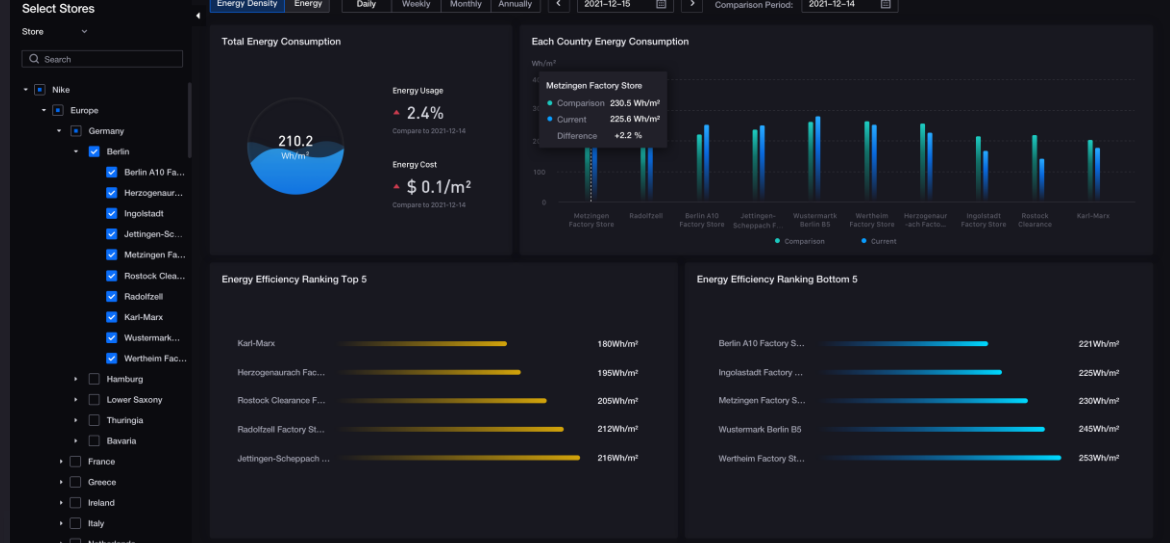 Select Stores
Energy Density Energy Daily Weekly Monthly Annually 2021-12-15 Comparison Period: 2021-12-14
Store
Search
Nike
Europe
Germany
Berlin
Berlin A10 Fa...
Herzogenaur...
Ingolstadt
Jettingen-Sc...
Metzingen Fa...
Rostock Clea...
Radolfzell
Karl-Marx
Wustermark...
Wertheim Fac...
Hamburg
Lower Saxony
Thuringia
Bavaria
France
Greece
Ireland
Italy
Netherlands
Total Energy Consumption
210.2
Wh/m²
Energy Usage
2.4%
Compare to 2021-12-14
Energy Cost
$ 0.1/m²
Compare to 2021-12-14
Each Country Energy Consumption
Wh/m²
Metzingen Factory Store
Comparison 230.5 Wh/m²
Current 225.6 Wh/m²
Difference +2.2 %
100
0
Metzingen
Factory Store
Radolfzell
Berlin A10
Factory Store
Jettingen-
Scheppach F...
Wustermartk
Berlin B5
Wertheim
Factory Store
Herzogenaur
-ach Facto...
Ingolstadt
Factory Store
Rostock
Clearance
Karl-Marx
Comparison Current
Energy Efficiency Ranking Top 5
Karl-Marx 180Wh/m²
Herzogenaurach Fac... 195Wh/m²
Rostock Clearance F... 205Wh/m²
Radolfzell Factory St... 212Wh/m²
Jettingen-Scheppach ... 216Wh/m²
Energy Efficiency Ranking Bottom 5
Berlin A10 Factory S... 221Wh/m²
Ingolastadt Factory ... 225Wh/m²
Metzingen Factory S... 230Wh/m²
Wustermark Berlin B5 245Wh/m²
Wertheim Factory St... 253Wh/m²